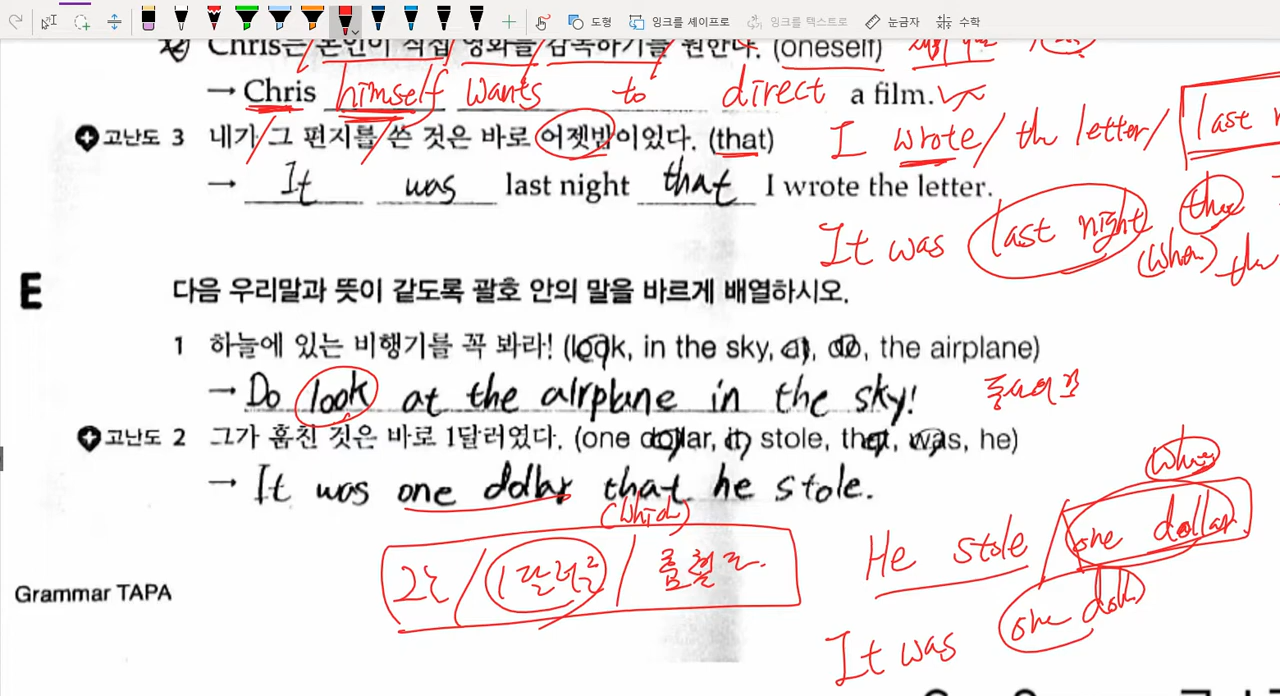 도형 잉크를 셰이프로 잉크를 텍스트로 눈금자 수학
Chris는 본인이 직접 영화를 감독하기를 원한다. (oneself)
→ Chris himself wants to direct a film.
고난도 3 내가 그 편지를 쓴 것은 바로 어젯밤이었다. (that)
I wrote / the letter / last
→ It was last night that I wrote the letter.
It was last night that
(when)
E 다음 우리말과 뜻이 같도록 괄호 안의 말을 바르게 배열하시오.
1 하늘에 있는 비행기를 꼭 봐라! (look, in the sky, at, do, the airplane)
→ Do look at the airplane in the sky!
고난도 2 그가 훔친 것은 바로 1달러였다. (one dollar, it, stole, that, was, he)
→ It was one dollar that he stole.
(which)
He stole / one dollar.
그는 / 1달러를 / 훔쳤다.
Grammar TAPA
It was one dollar